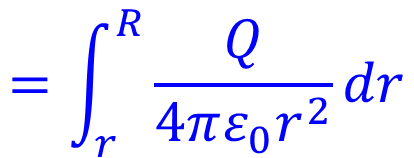 = ∫_r^R Q / (4πε₀r²) dr